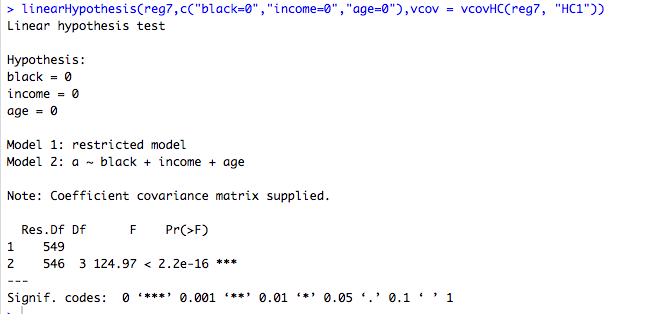 > linearHypothesis(reg7,c("black=0","income=0","age=0"),vcov = vcovHC(reg7, "HC1"))
Linear hypothesis test

Hypothesis:
black = 0
income = 0
age = 0

Model 1: restricted model
Model 2: a ~ black + income + age

Note: Coefficient covariance matrix supplied.

  Res.Df Df      F    Pr(>F)
1    549
2    546  3 124.97 < 2.2e-16 ***
---
Signif. codes:  0 ‘***’ 0.001 ‘**’ 0.01 ‘*’ 0.05 ‘.’ 0.1 ‘ ’ 1
>